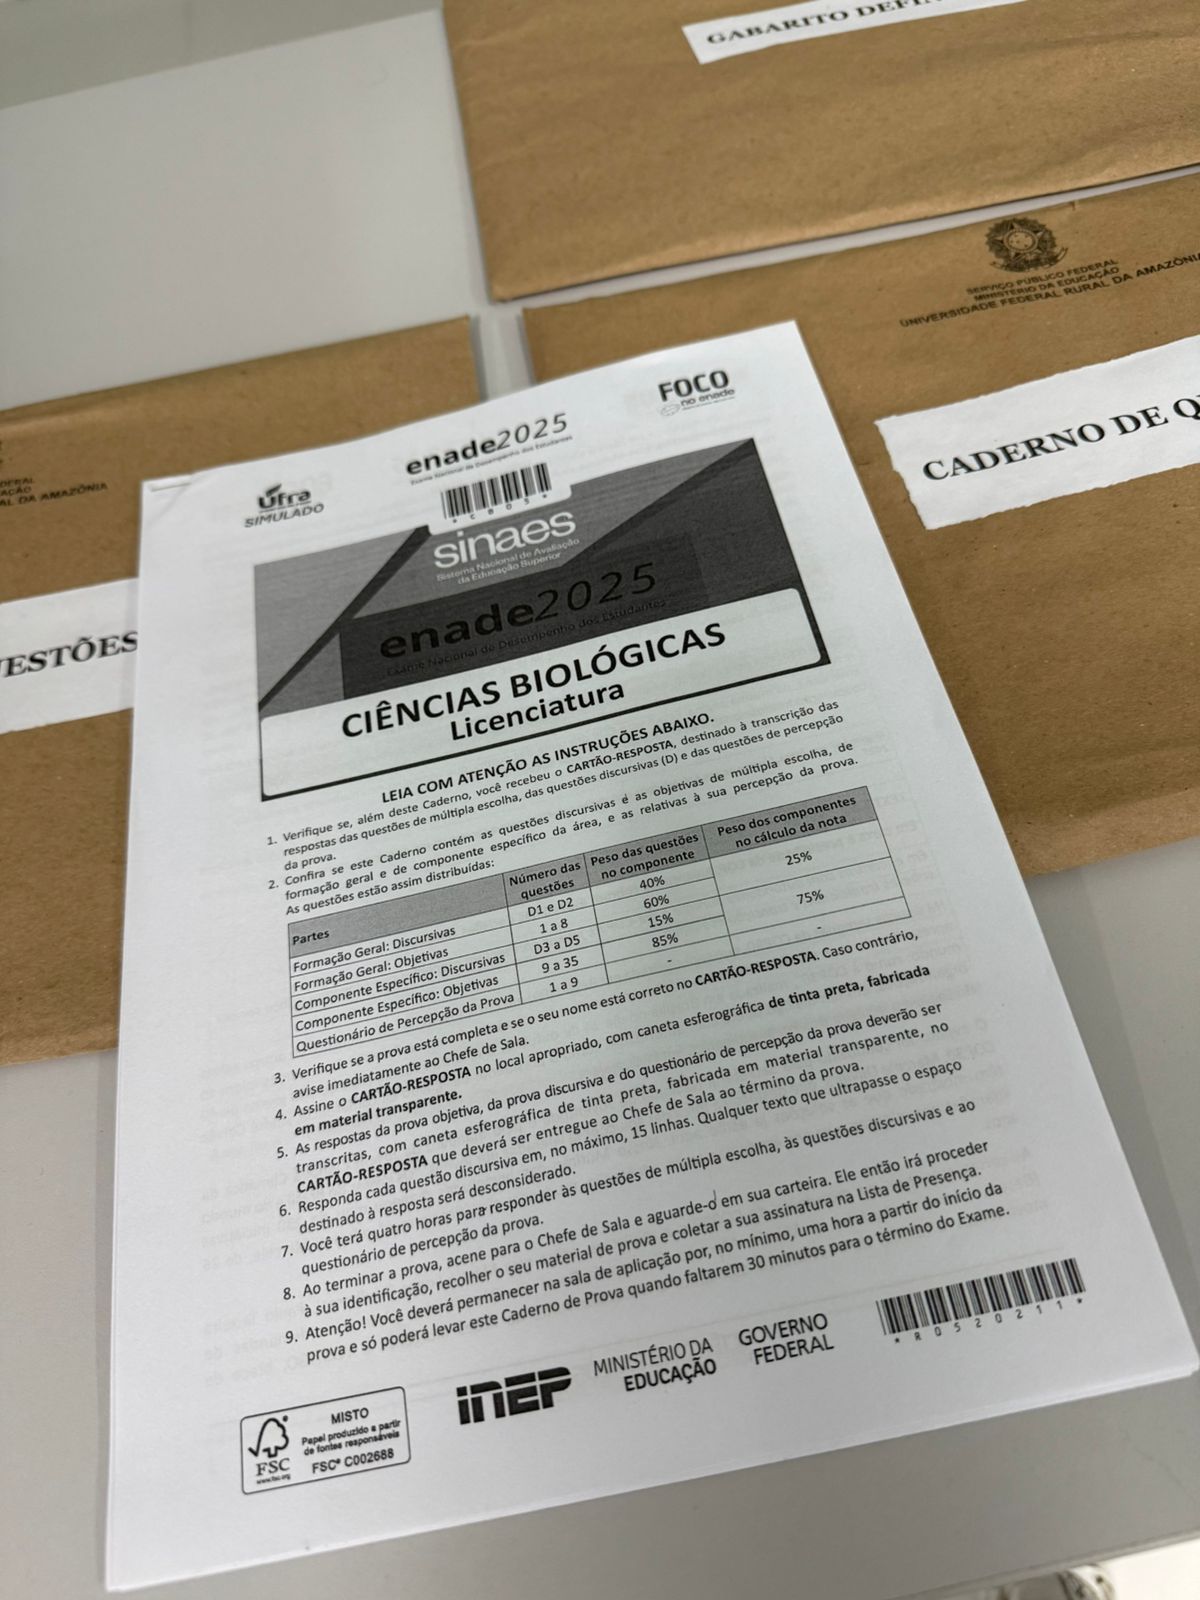 GABARITO
SERVIÇO PÚBLICO FEDERAL
MINISTÉRIO DA EDUCAÇÃO
UNIVERSIDADE FEDERAL RURAL DA AMAZÔNIA
CADERNO DE
AL DA AMAZÔNIA
ESTÕES
ufra
SIMULADO
enade2025
Exame Nacional de Desempenho dos Estudantes
FOCO
no enade
sinaes
Sistema Nacional de Avaliação
da Educação Superior
enade2025
Exame Nacional de Desempenho dos Estudantes
CIÊNCIAS BIOLÓGICAS
Licenciatura
LEIA COM ATENÇÃO AS INSTRUÇÕES ABAIXO.
1. Verifique se, além deste Caderno, você recebeu o CARTÃO-RESPOSTA, destinado à transcrição das
respostas das questões de múltipla escolha, das questões discursivas (D) e das questões de percepção
da prova.
2. Confira se este Caderno contém as questões discursivas e as objetivas de múltipla escolha, de
formação geral e de componente específico da área, e as relativas à sua percepção da prova.
As questões estão assim distribuídas:
Partes Número das questões Peso das questões no componente Peso dos componentes no cálculo da nota
Formação Geral: Discursivas D1 e D2 40% 25%
Formação Geral: Objetivas 1 a 8 60%
Componente Específico: Discursivas D3 a D5 15% 75%
Componente Específico: Objetivas 9 a 35 85%
Questionário de Percepção da Prova 1 a 9 - -
3. Verifique se a prova está completa e se o seu nome está correto no CARTÃO-RESPOSTA. Caso contrário,
avise imediatamente ao Chefe de Sala.
4. Assine o CARTÃO-RESPOSTA no local apropriado, com caneta esferográfica de tinta preta, fabricada
em material transparente.
5. As respostas da prova objetiva, da prova discursiva e do questionário de percepção da prova deverão ser
transcritas, com caneta esferográfica de tinta preta, fabricada em material transparente, no
CARTÃO-RESPOSTA que deverá ser entregue ao Chefe de Sala ao término da prova.
6. Responda cada questão discursiva em, no máximo, 15 linhas. Qualquer texto que ultrapasse o espaço
destinado à resposta será desconsiderado.
7. Você terá quatro horas para responder às questões de múltipla escolha, às questões discursivas e ao
questionário de percepção da prova.
8. Ao terminar a prova, acene para o Chefe de Sala e aguarde-o em sua carteira. Ele então irá proceder
à sua identificação, recolher o seu material de prova e coletar a sua assinatura na Lista de Presença.
9. Atenção! Você deverá permanecer na sala de aplicação por, no mínimo, uma hora a partir do início da
prova e só poderá levar este Caderno de Prova quando faltarem 30 minutos para o término do Exame.
FSC
www.fsc.org
MISTO
Papel produzido a partir
de fontes responsáveis
FSC® C002688
INEP
MINISTÉRIO DA
EDUCAÇÃO
GOVERNO
FEDERAL
*R0520211*